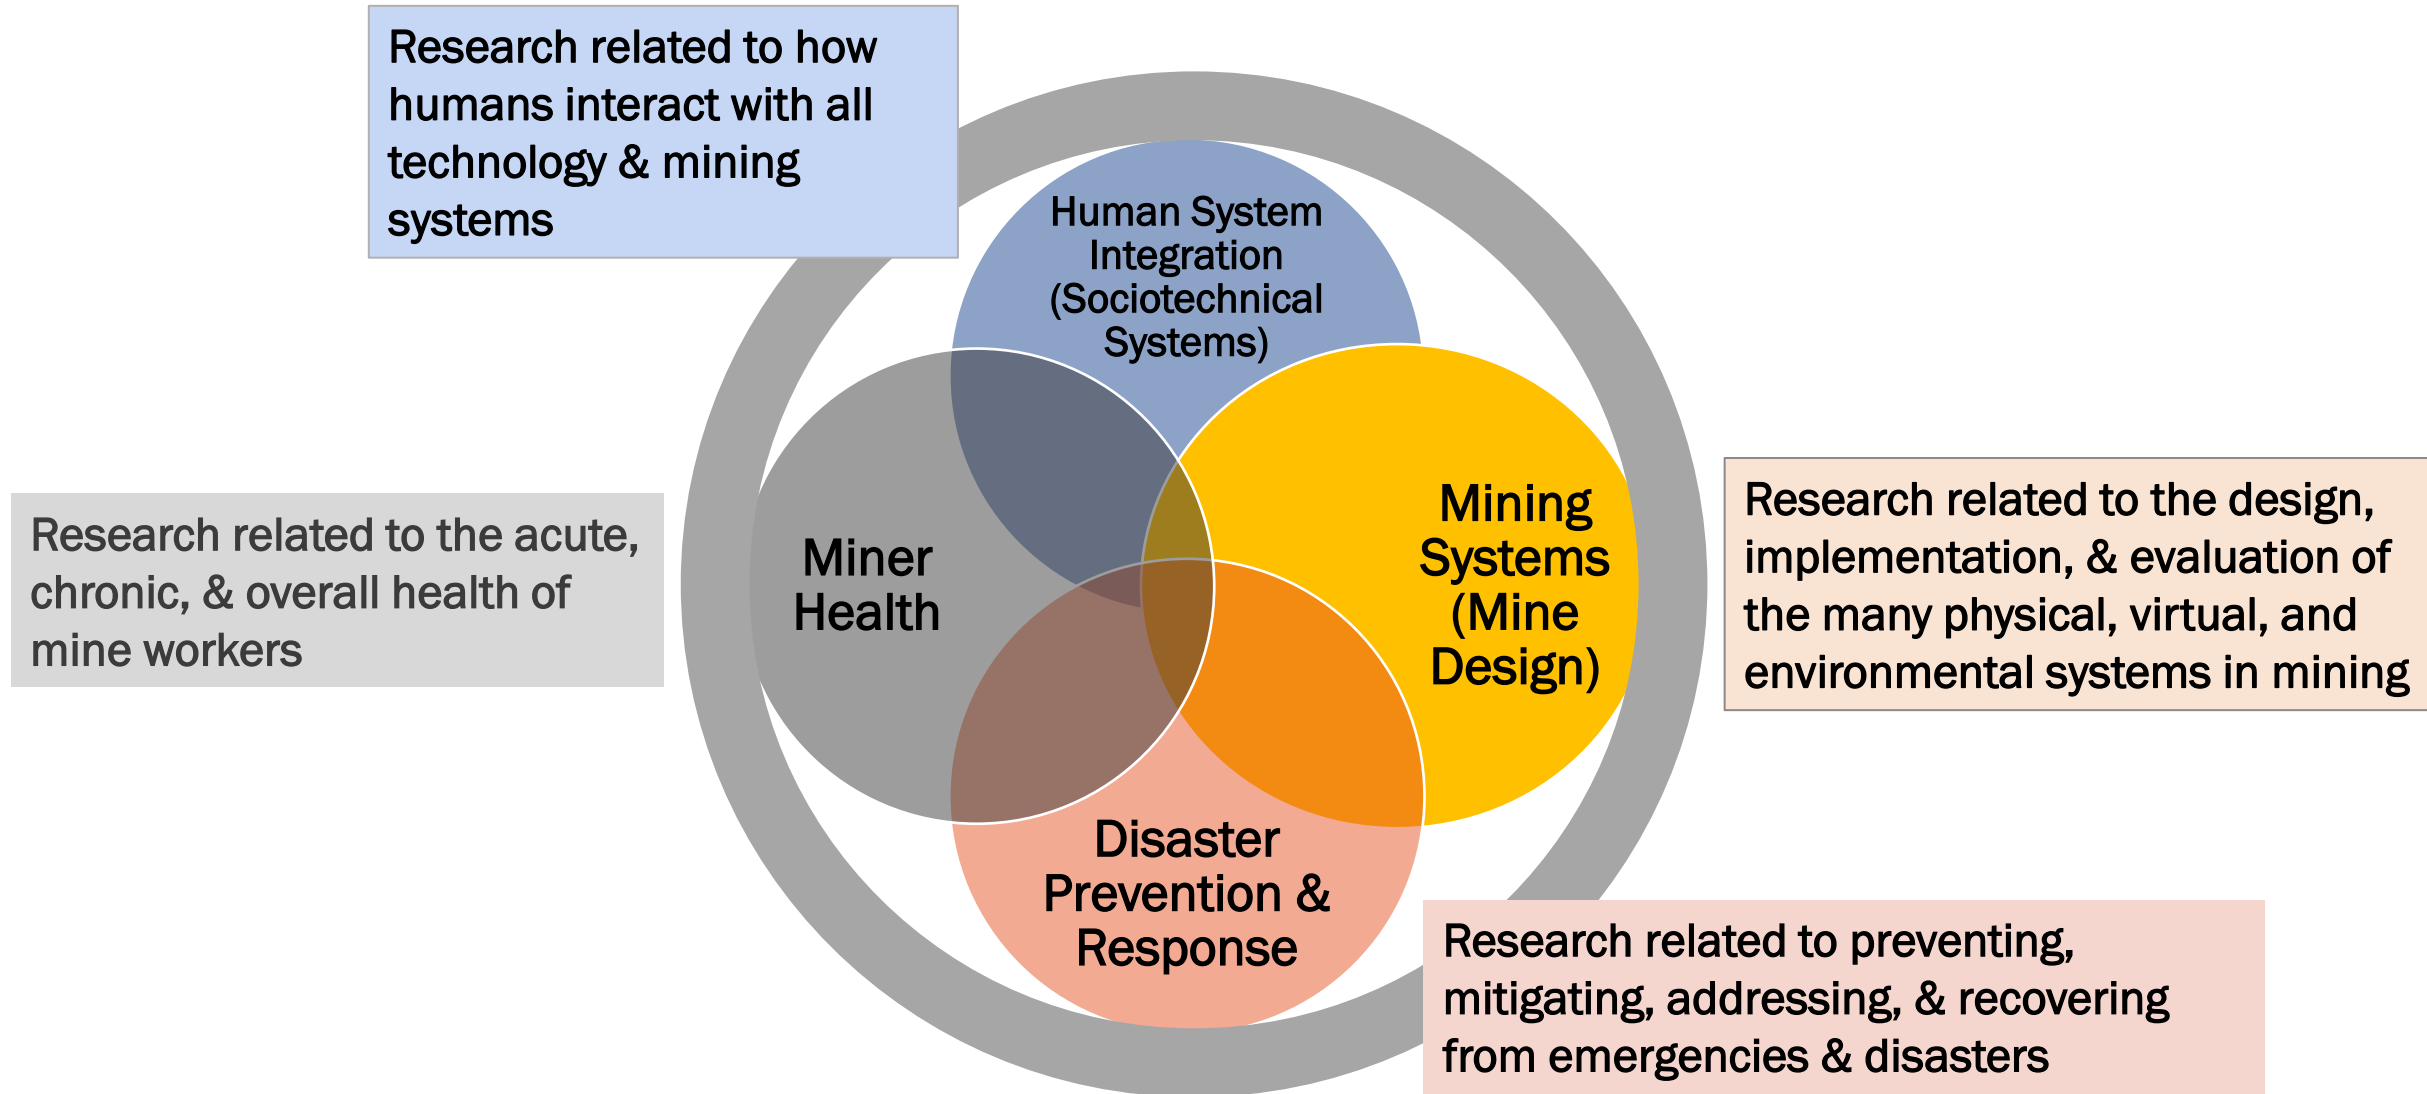 Research related to how
humans interact with all
technology & mining
systems
Human System
Integration
(Sociotechnical
Systems)
Miner
Health
Mining
Systems
(Mine
Design)
Disaster
Prevention &
Response
Research related to the acute,
chronic, & overall health of
mine workers
Research related to the design,
implementation, & evaluation of
the many physical, virtual, and
environmental systems in mining
Research related to preventing,
mitigating, addressing, & recovering
from emergencies & disasters